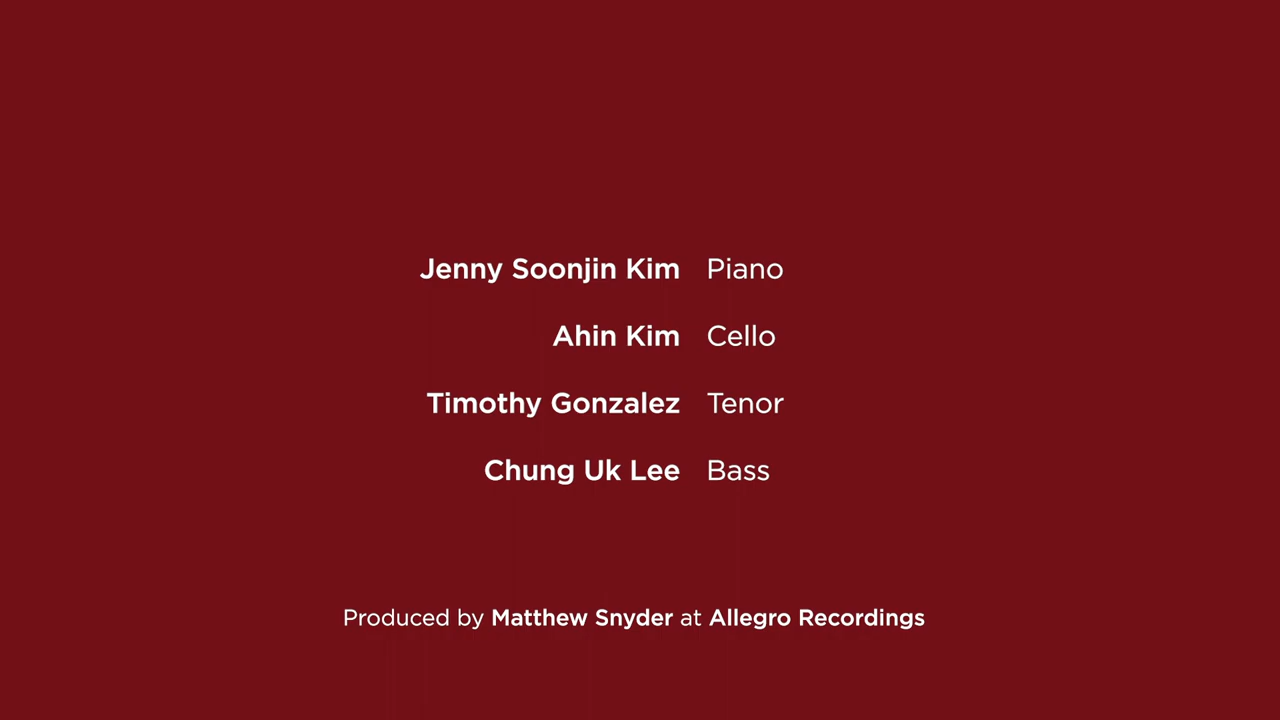 Jenny Soonjin Kim Piano
Ahin Kim Cello
Timothy Gonzalez Tenor
Chung Uk Lee Bass
Produced by Matthew Snyder at Allegro Recordings